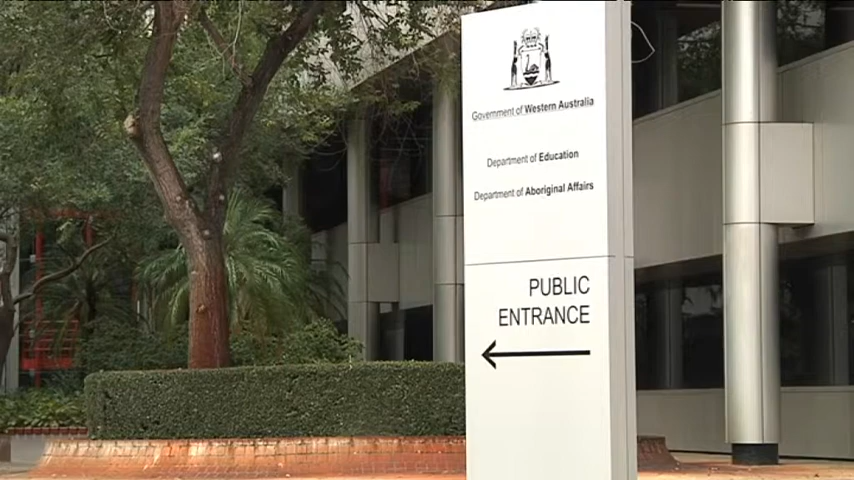 Government of Western Australia
Department of Education
Department of Aboriginal Affairs
PUBLIC
ENTRANCE